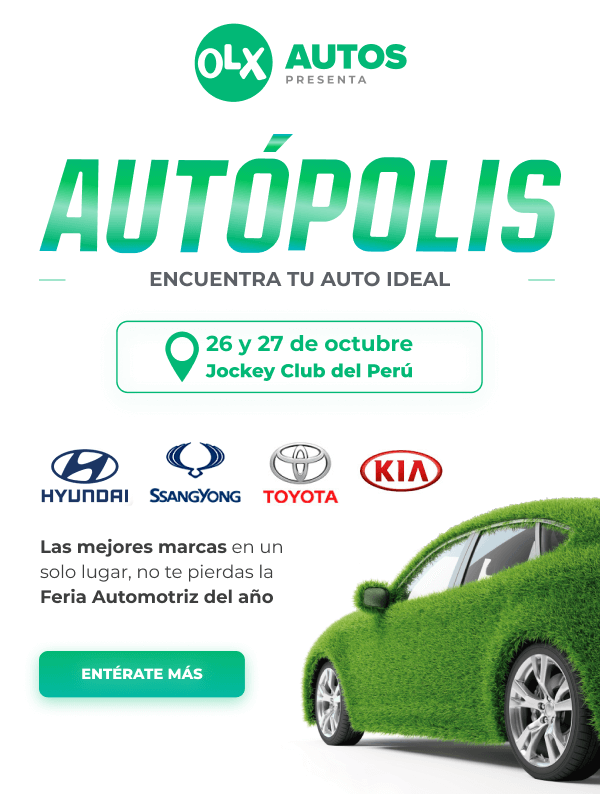 OLX AUTOS
PRESENTA
AUTÓPOLIS
ENCUENTRA TU AUTO IDEAL
26 y 27 de octubre
Jockey Club del Perú
HYUNDAI SSANGYONG TOYOTA KIA
Las mejores marcas en un
solo lugar, no te pierdas la
Feria Automotriz del año
ENTÉRATE MÁS